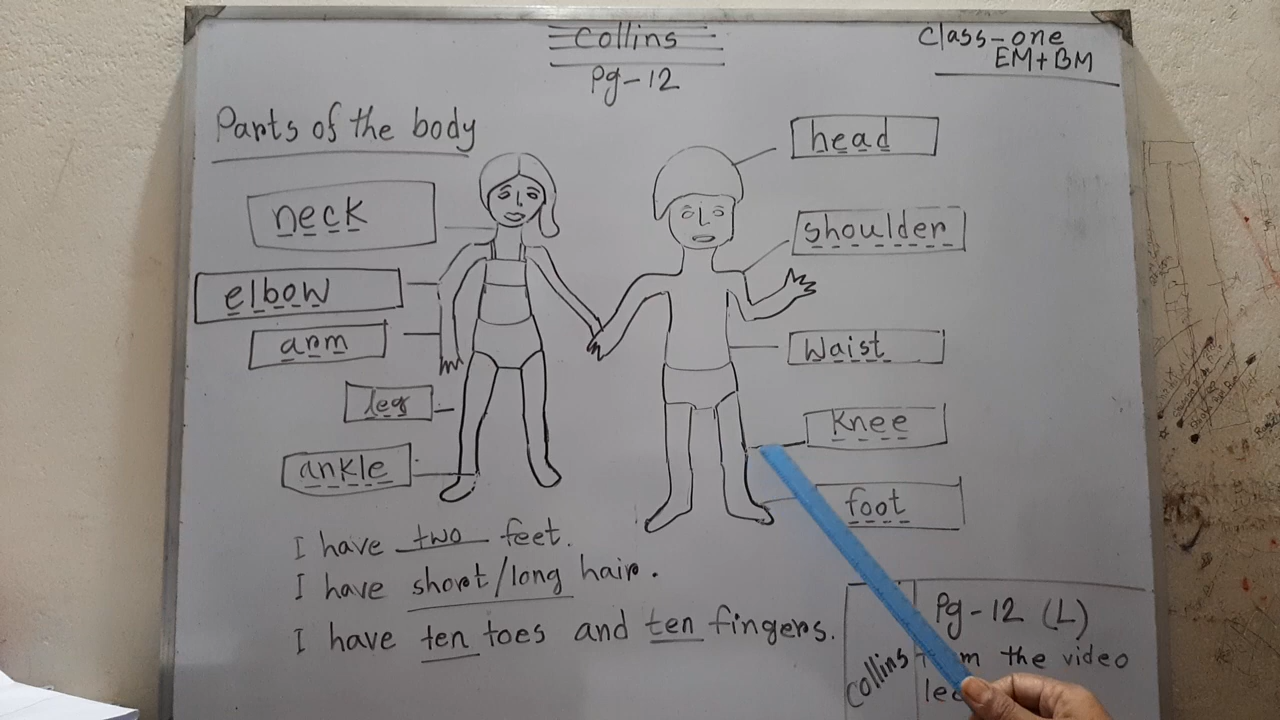 Collins
Pg-12
Class-one
EM+BM
Parts of the body
head
neck
shoulder
elbow
arm
waist
leg
knee
ankle
foot
I have two feet.
I have short/long hair.
I have ten toes and ten fingers.
Collins
Pg-12 (L)
the video